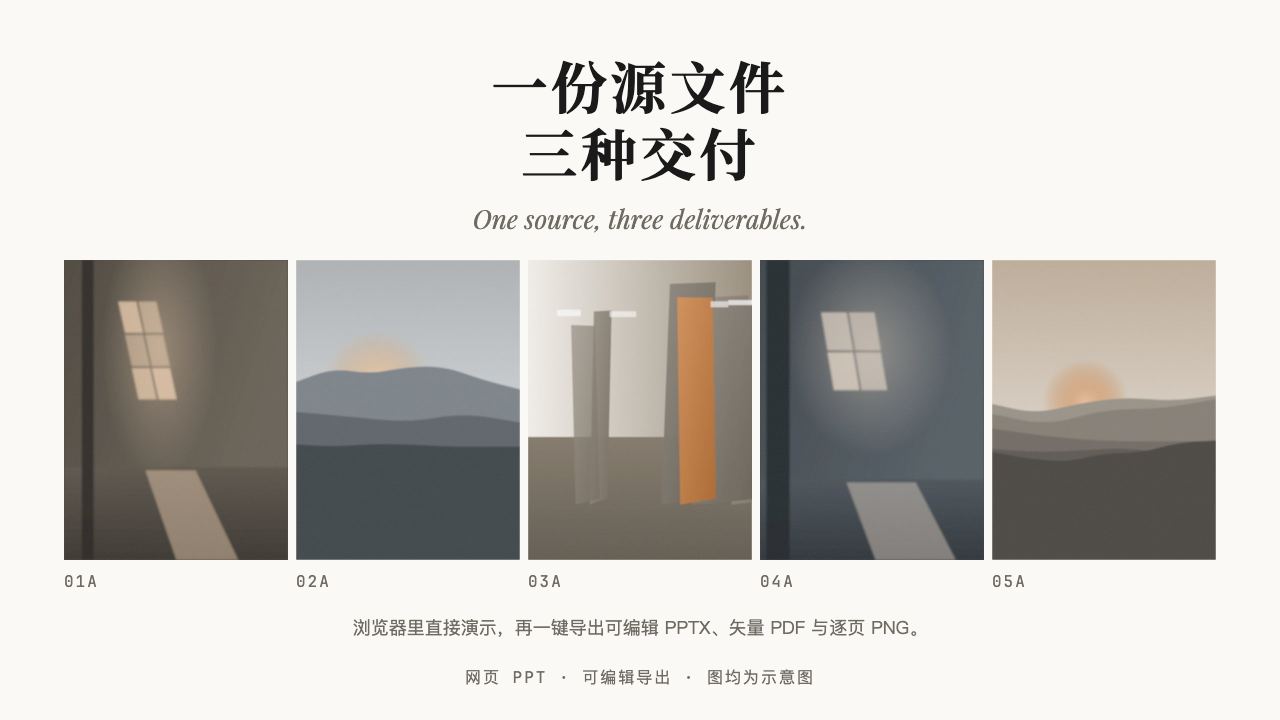 一份源文件
三种交付
One source, three deliverables.
01A
02A
03A
04A
05A
浏览器里直接演示，再一键导出可编辑 PPTX、矢量 PDF 与逐页 PNG。
网页 PPT · 可编辑导出 · 图均为示意图